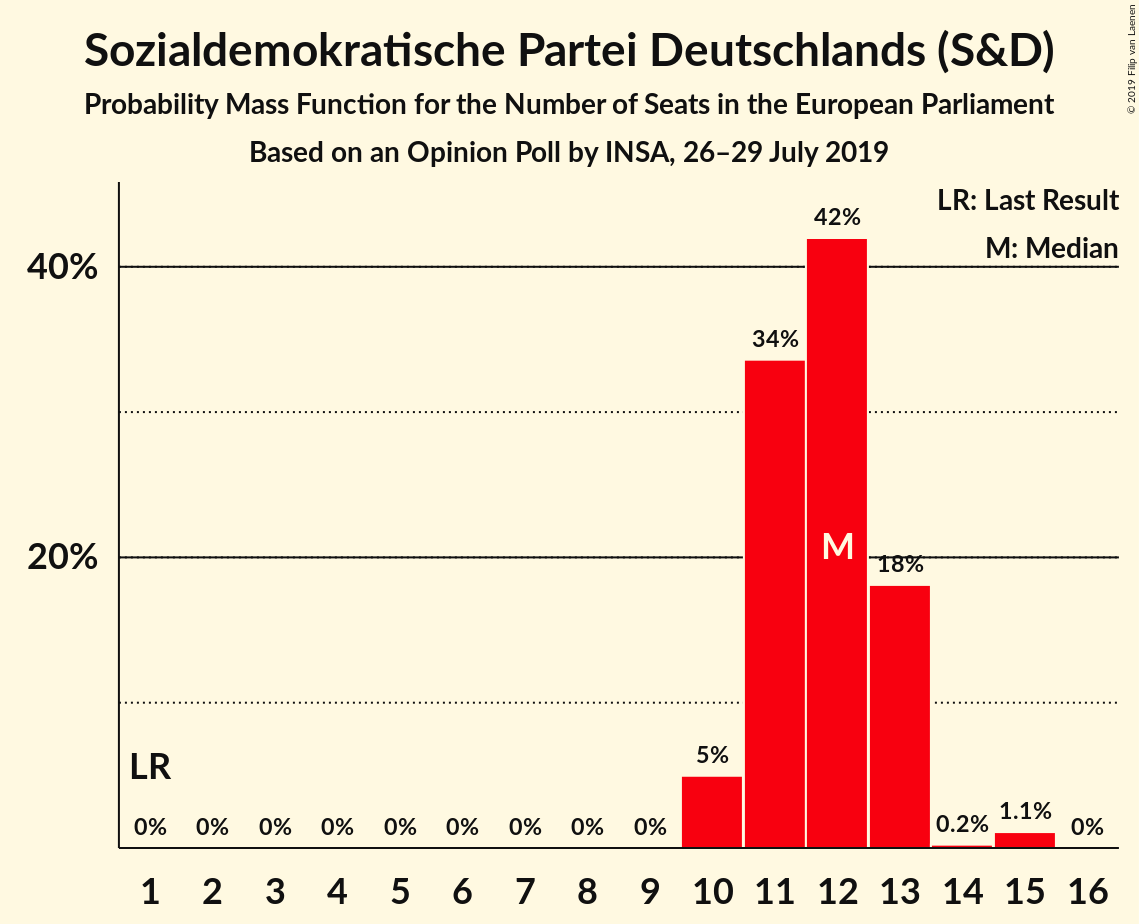 Sozialdemokratische Partei Deutschlands (S&D)
Probability Mass Function for the Number of Seats in the European Parliament
Based on an Opinion Poll by INSA, 26–29 July 2019
© 2019 Filip van Laenen
LR: Last Result
M: Median
42%
40%
34%
M
20%
18%
LR
5%
0% 0% 0% 0% 0% 0% 0% 0% 0% 0.2% 1.1% 0%
1 2 3 4 5 6 7 8 9 10 11 12 13 14 15 16